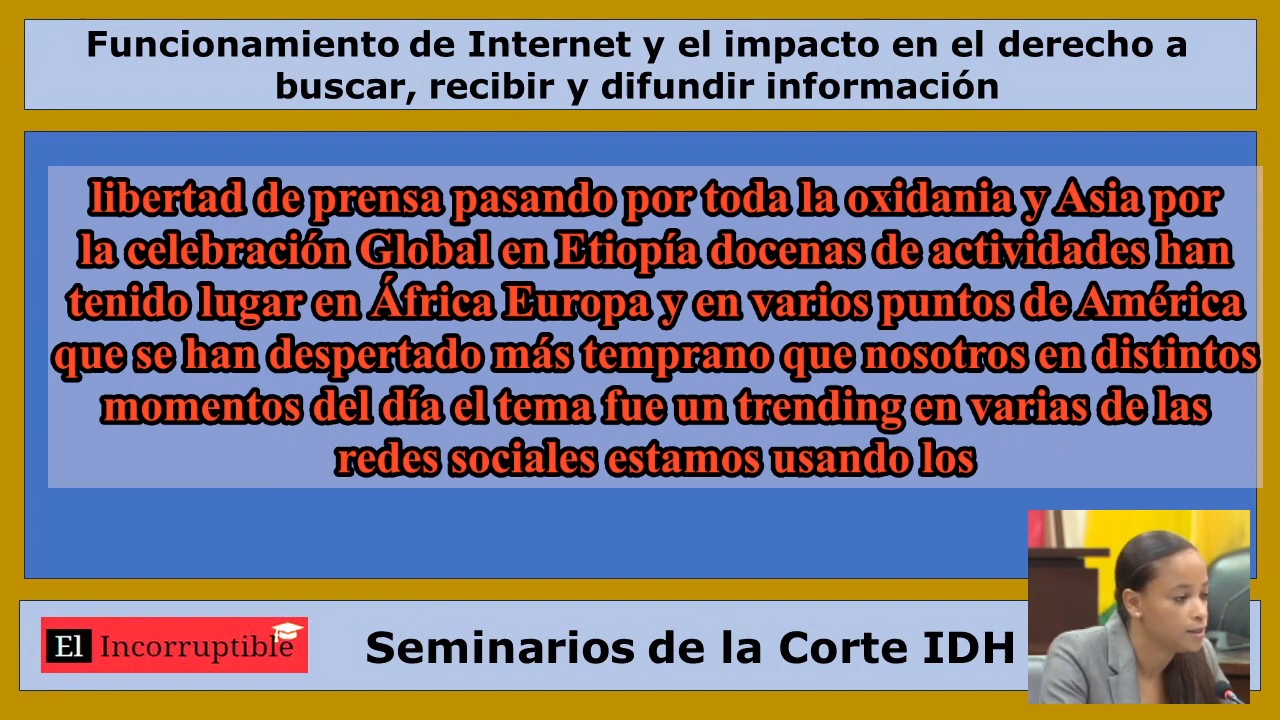 Funcionamiento de Internet y el impacto en el derecho a
buscar, recibir y difundir información
libertad de prensa pasando por toda la oxidania y Asia por
la celebración Global en Etiopía docenas de actividades han
tenido lugar en África Europa y en varios puntos de América
que se han despertado más temprano que nosotros en distintos
momentos del día el tema fue un trending en varias de las
redes sociales estamos usando los
El Incorruptible
Seminarios de la Corte IDH